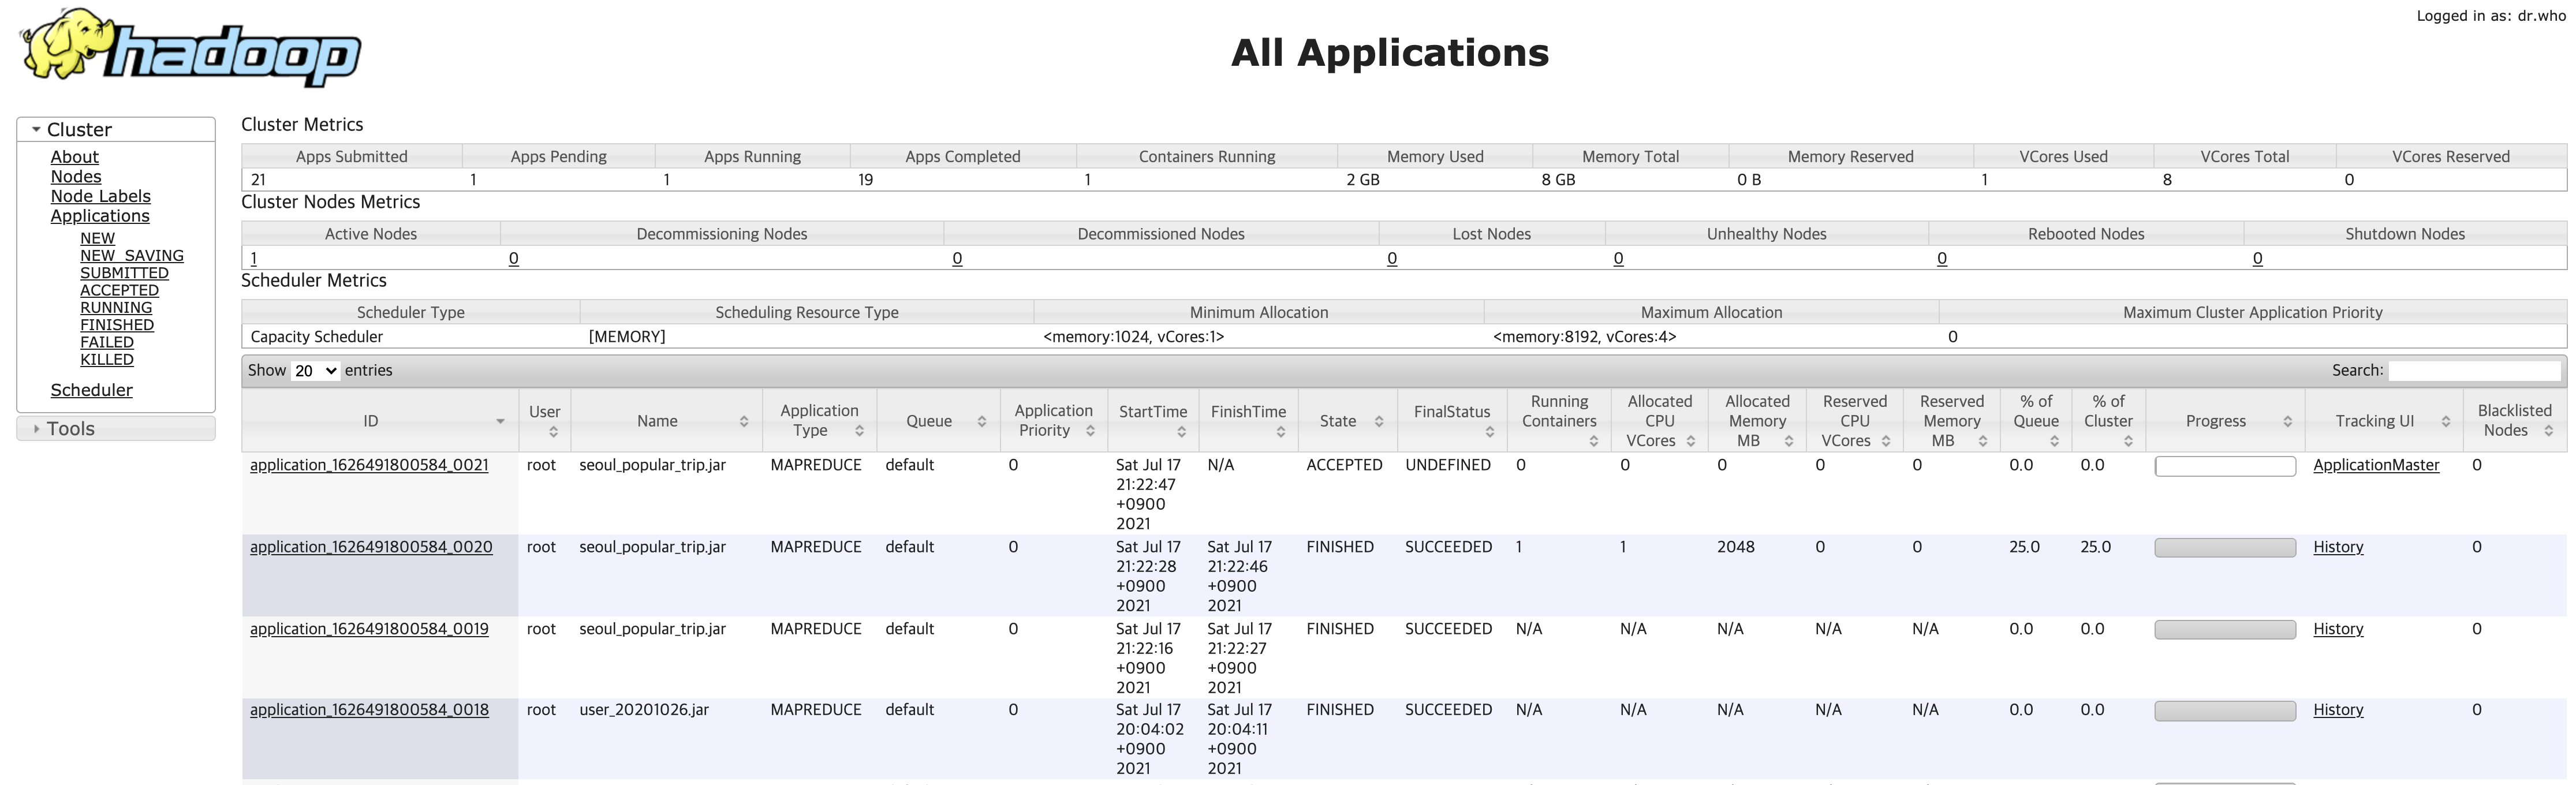 Logged in as: dr.who
hadoop
All Applications
Cluster
About
Nodes
Node Labels
Applications
NEW
NEW_SAVING
SUBMITTED
ACCEPTED
RUNNING
FINISHED
FAILED
KILLED
Scheduler
Tools
Cluster Metrics
Apps Submitted Apps Pending Apps Running Apps Completed Containers Running Memory Used Memory Total Memory Reserved VCores Used VCores Total VCores Reserved
21 1 1 19 1 2 GB 8 GB 0 B 1 8 0
Cluster Nodes Metrics
Active Nodes Decommissioning Nodes Decommissioned Nodes Lost Nodes Unhealthy Nodes Rebooted Nodes Shutdown Nodes
1 0 0 0 0 0 0
Scheduler Metrics
Scheduler Type Scheduling Resource Type Minimum Allocation Maximum Allocation Maximum Cluster Application Priority
Capacity Scheduler [MEMORY] <memory:1024, vCores:1> <memory:8192, vCores:4> 0
Show 20 entries Search:
ID User Name Application Type Queue Application Priority StartTime FinishTime State FinalStatus Running Containers Allocated CPU VCores Allocated Memory MB Reserved CPU VCores Reserved Memory MB % of Queue % of Cluster Progress Tracking UI Blacklisted Nodes
application_1626491800584_0021 root seoul_popular_trip.jar MAPREDUCE default 0 Sat Jul 17 21:22:47 +0900 2021 N/A ACCEPTED UNDEFINED 0 0 0 0 0 0.0 0.0 ApplicationMaster 0
application_1626491800584_0020 root seoul_popular_trip.jar MAPREDUCE default 0 Sat Jul 17 21:22:28 +0900 2021 Sat Jul 17 21:22:46 +0900 2021 FINISHED SUCCEEDED 1 1 2048 0 0 25.0 25.0 History 0
application_1626491800584_0019 root seoul_popular_trip.jar MAPREDUCE default 0 Sat Jul 17 21:22:16 +0900 2021 Sat Jul 17 21:22:27 +0900 2021 FINISHED SUCCEEDED N/A N/A N/A N/A N/A 0.0 0.0 History 0
application_1626491800584_0018 root user_20201026.jar MAPREDUCE default 0 Sat Jul 17 20:04:02 +0900 2021 Sat Jul 17 20:04:11 +0900 2021 FINISHED SUCCEEDED N/A N/A N/A N/A N/A 0.0 0.0 History 0